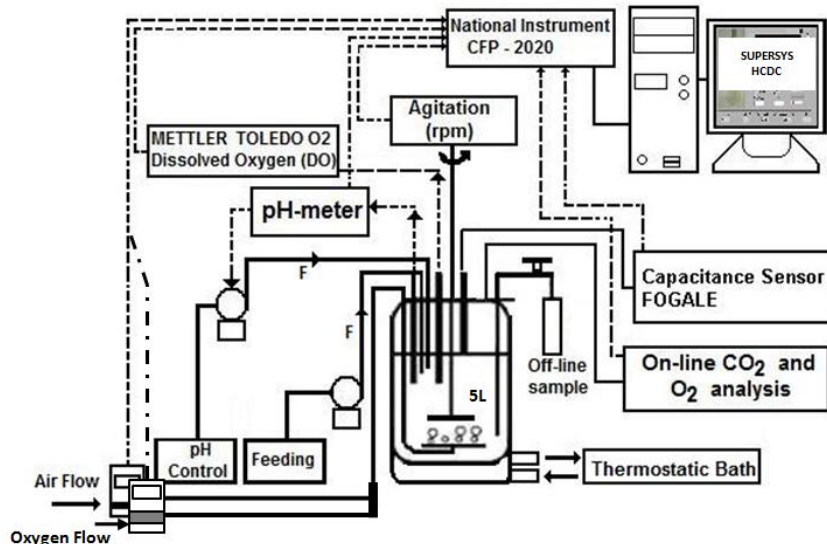 National Instrument
CFP - 2020
SUPERSYS
HCDC
Agitation
(rpm)
METTLER TOLEDO O2
Dissolved Oxygen (DO)
pH-meter
F
F
Capacitance Sensor
FOGALE
Off-line
sample
On-line CO2 and
O2 analysis
5L
pH
Control
Feeding
Thermostatic Bath
Air Flow
Oxygen Flow